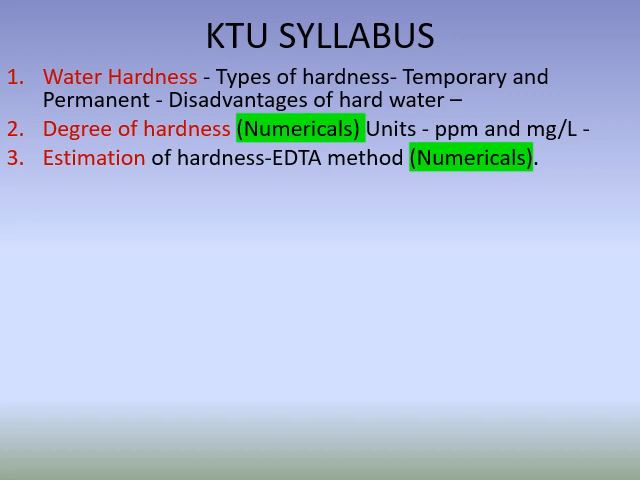 KTU SYLLABUS
1. Water Hardness - Types of hardness- Temporary and
Permanent - Disadvantages of hard water –
2. Degree of hardness (Numericals) Units - ppm and mg/L -
3. Estimation of hardness-EDTA method (Numericals).